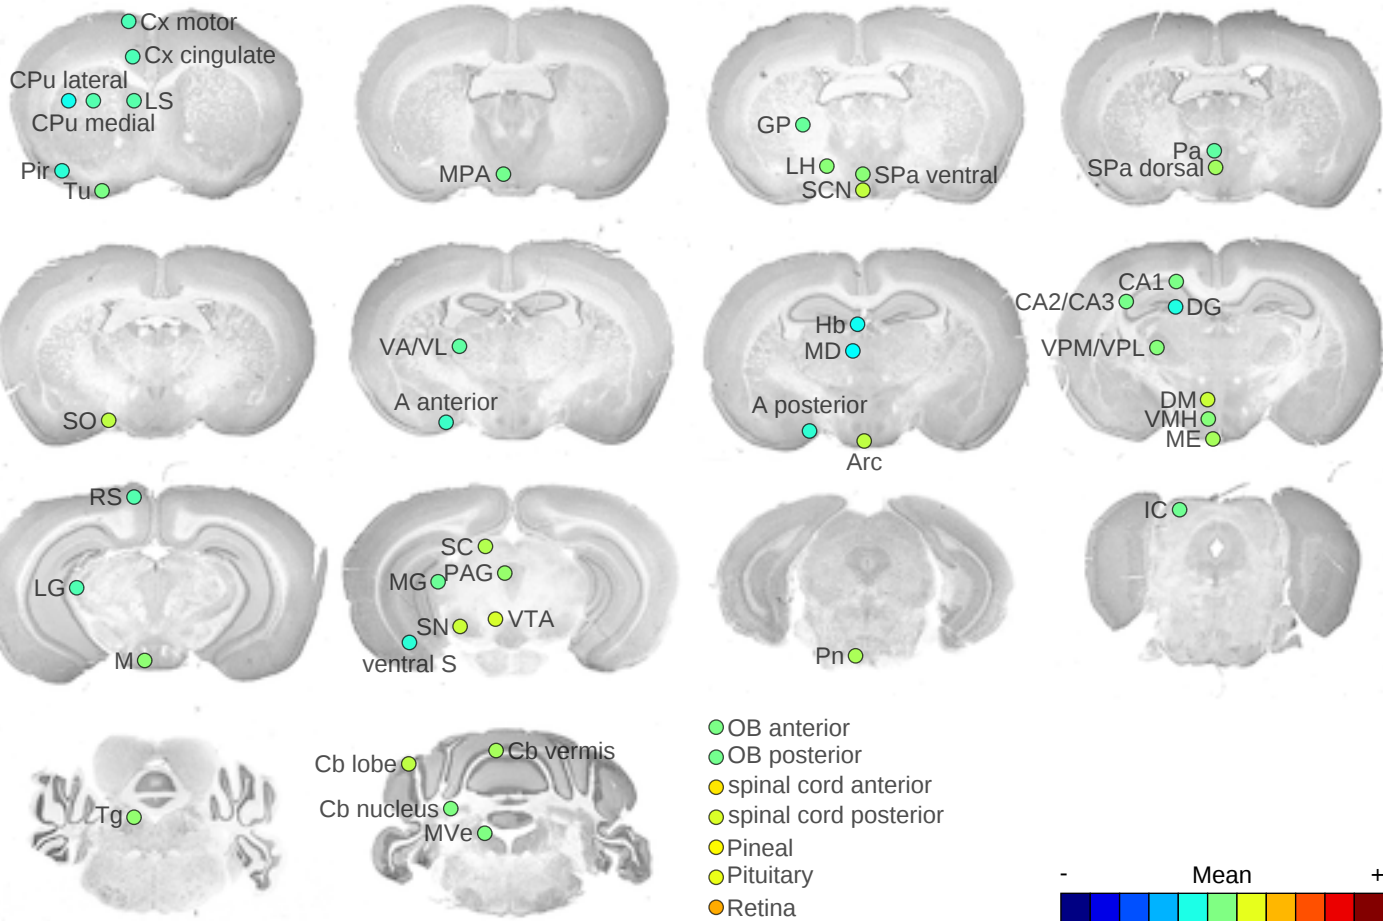 Cx motor
Cx cingulate
CPu lateral
LS
CPu medial
Pir
Tu
MPA
GP
LH
SPa ventral
SCN
Pa
SPa dorsal
SO
VA/VL
A anterior
Hb
MD
A posterior
Arc
CA1
CA2/CA3
DG
VPM/VPL
DM
VMH
ME
RS
LG
M
SC
PAG
MG
VTA
SN
ventral S
Pn
IC
Tg
Cb vermis
Cb lobe
Cb nucleus
MVe
OB anterior
OB posterior
spinal cord anterior
spinal cord posterior
Pineal
Pituitary
Retina
- Mean +